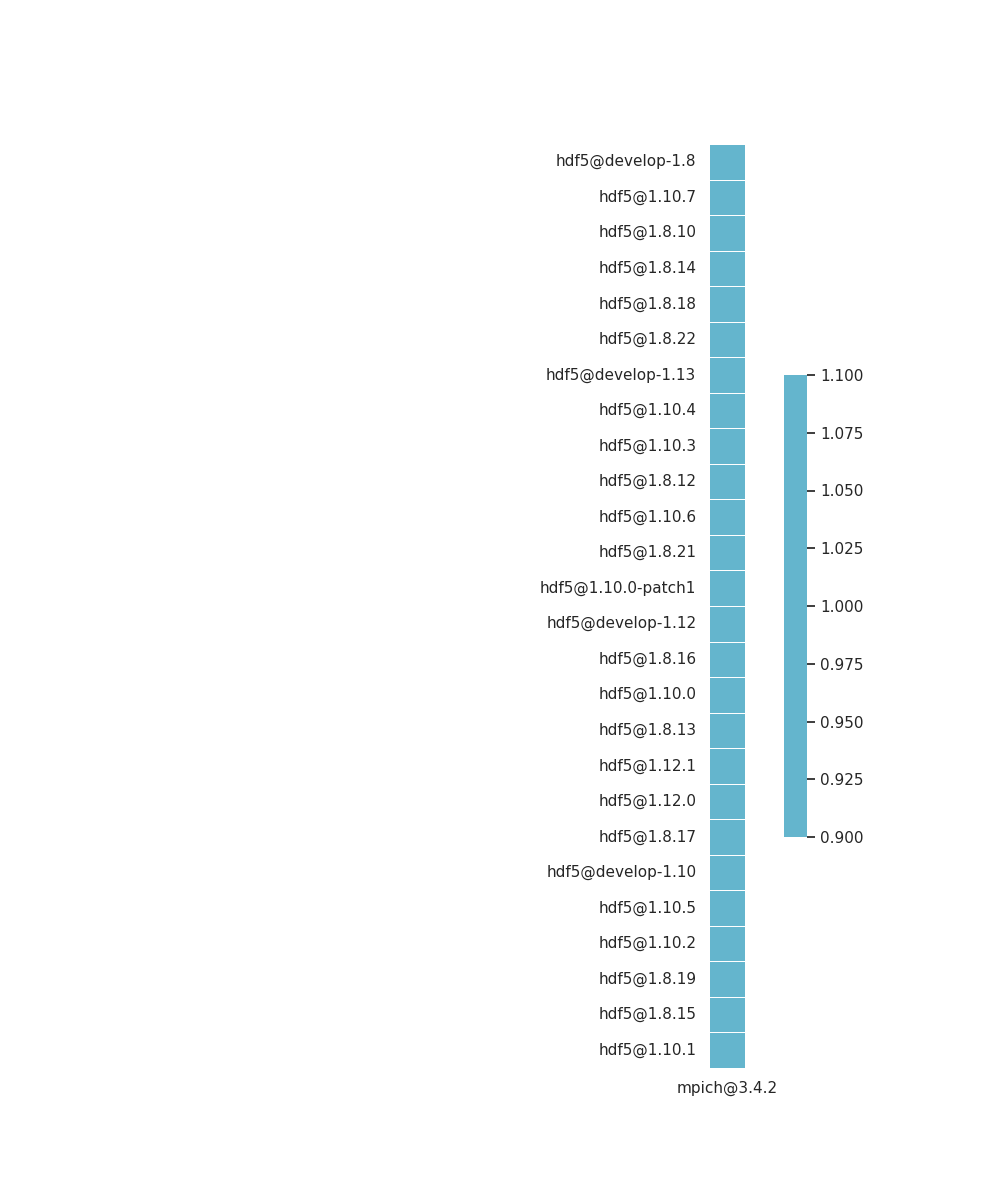 hdf5@develop-1.8
hdf5@1.10.7
hdf5@1.8.10
hdf5@1.8.14
hdf5@1.8.18
hdf5@1.8.22
hdf5@develop-1.13
hdf5@1.10.4
hdf5@1.10.3
hdf5@1.8.12
hdf5@1.10.6
hdf5@1.8.21
hdf5@1.10.0-patch1
hdf5@develop-1.12
hdf5@1.8.16
hdf5@1.10.0
hdf5@1.8.13
hdf5@1.12.1
hdf5@1.12.0
hdf5@1.8.17
hdf5@develop-1.10
hdf5@1.10.5
hdf5@1.10.2
hdf5@1.8.19
hdf5@1.8.15
hdf5@1.10.1
mpich@3.4.2
1.100
1.075
1.050
1.025
1.000
0.975
0.950
0.925
0.900